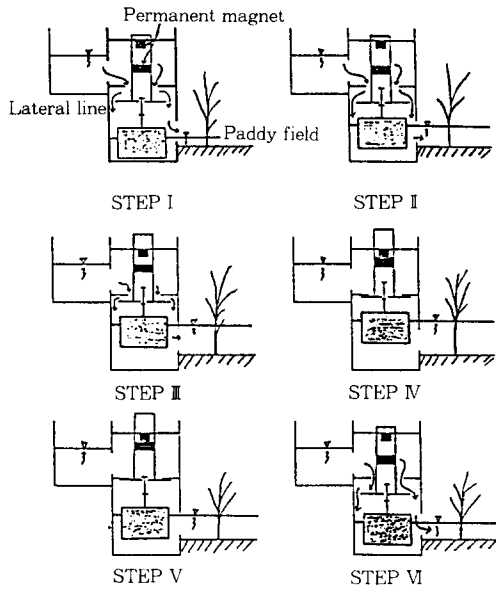 Permanent magnet
Lateral line
Paddy field
STEP Ⅰ
STEP Ⅱ
STEP Ⅲ
STEP Ⅳ
STEP Ⅴ
STEP Ⅵ